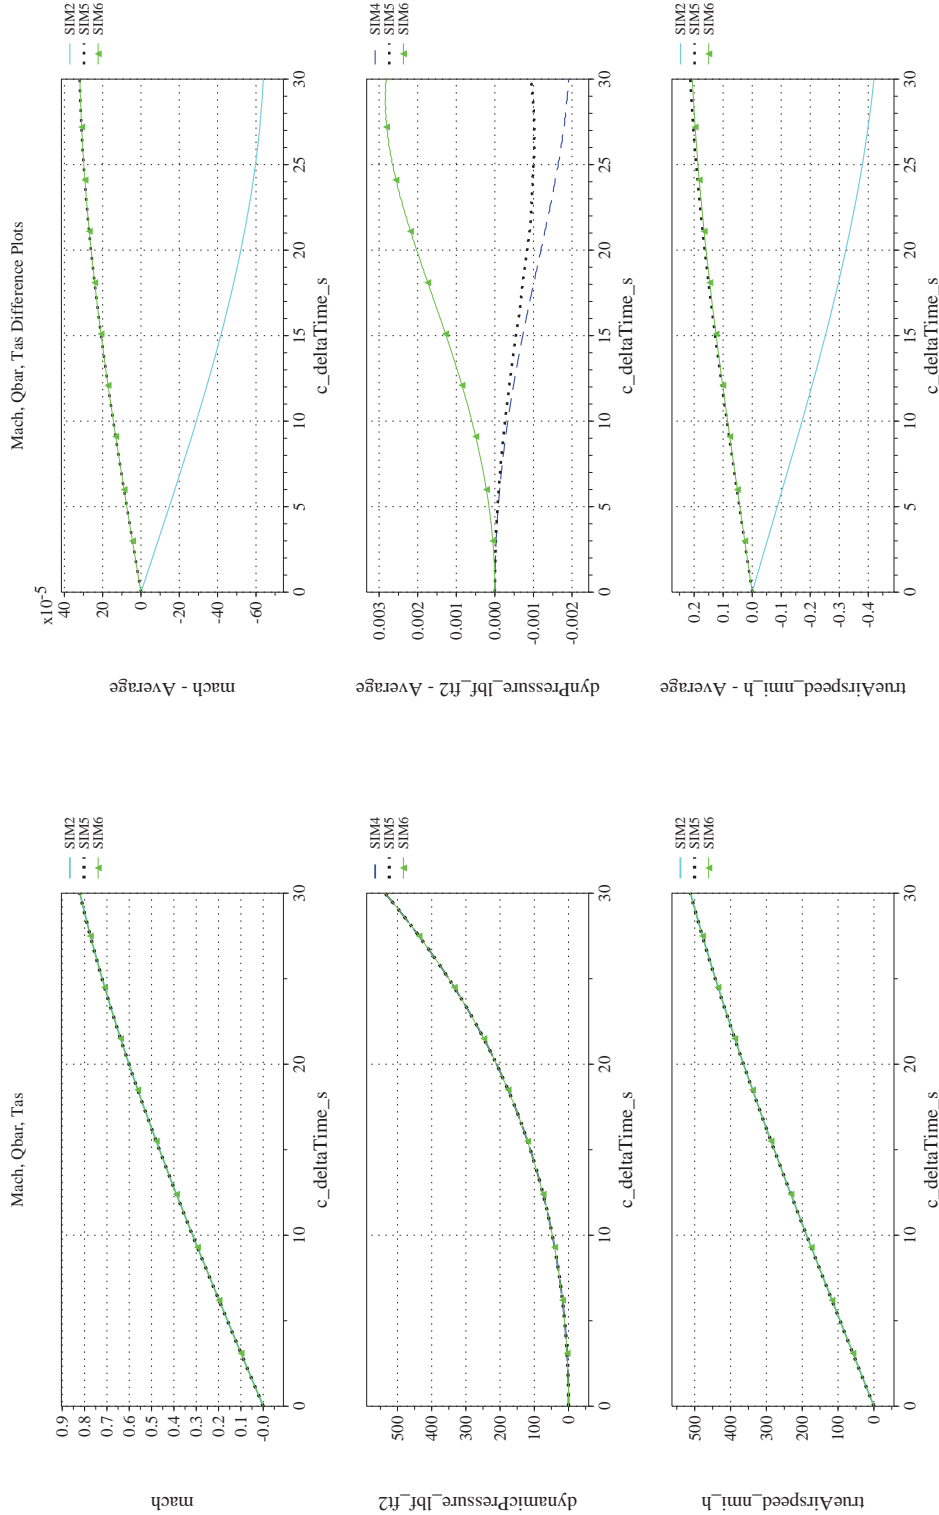 Mach, Qbar, Tas
mach
0.9
0.8
0.7
0.6
0.5
0.4
0.3
0.2
0.1
-0.0
0 10 20 30
c_deltaTime_s
SIM2
SIM5
SIM6
dynamicPressure_lbf_ft2
500
400
300
200
100
0
0 10 20 30
c_deltaTime_s
SIM4
SIM5
SIM6
trueAirspeed_nmi_h
500
400
300
200
100
0
0 10 20 30
c_deltaTime_s
SIM2
SIM5
SIM6
Mach, Qbar, Tas Difference Plots
mach - Average
x10-5
40
20
0
-20
-40
-60
0 5 10 15 20 25 30
c_deltaTime_s
SIM2
SIM5
SIM6
dynPressure_lbf_ft2 - Average
0.003
0.002
0.001
0.000
-0.001
-0.002
0 5 10 15 20 25 30
c_deltaTime_s
SIM4
SIM5
SIM6
trueAirspeed_nmi_h - Average
0.2
0.1
0.0
-0.1
-0.2
-0.3
-0.4
0 5 10 15 20 25 30
c_deltaTime_s
SIM2
SIM5
SIM6